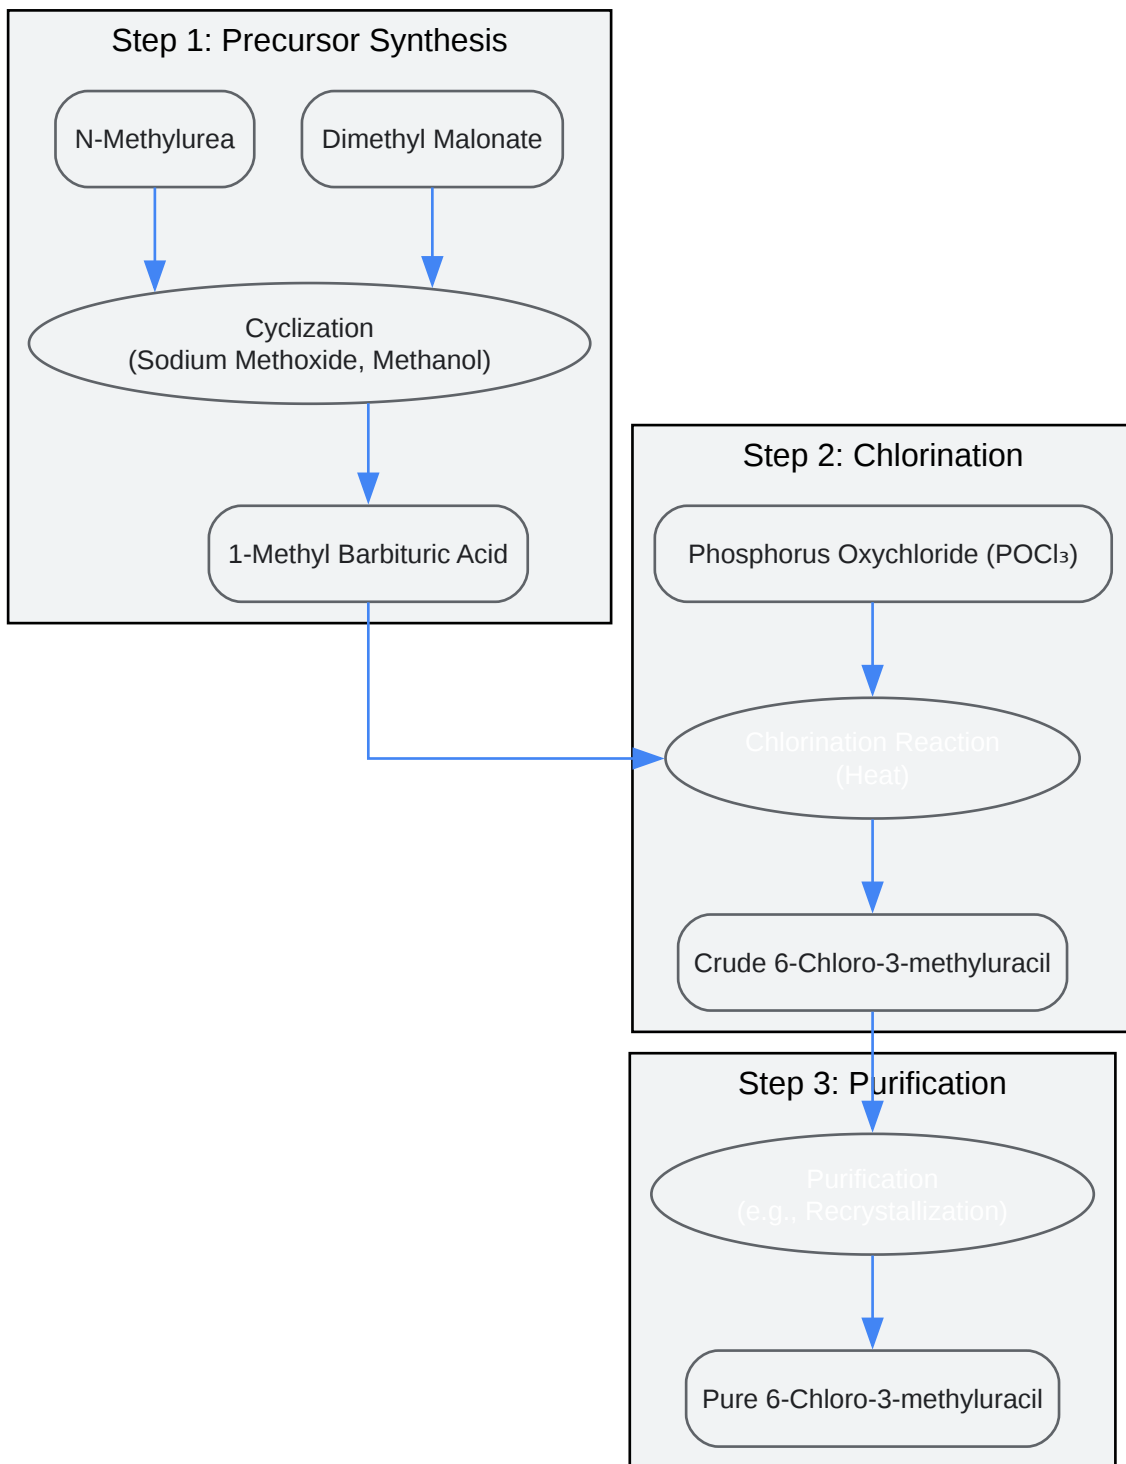 Step 1: Precursor Synthesis
N-Methylurea
Dimethyl Malonate
Cyclization
(Sodium Methoxide, Methanol)
1-Methyl Barbituric Acid
Step 2: Chlorination
Phosphorus Oxychloride (POCl₃)
Chlorination Reaction
(Heat)
Crude 6-Chloro-3-methyluracil
Step 3: Purification
Purification
(e.g., Recrystallization)
Pure 6-Chloro-3-methyluracil